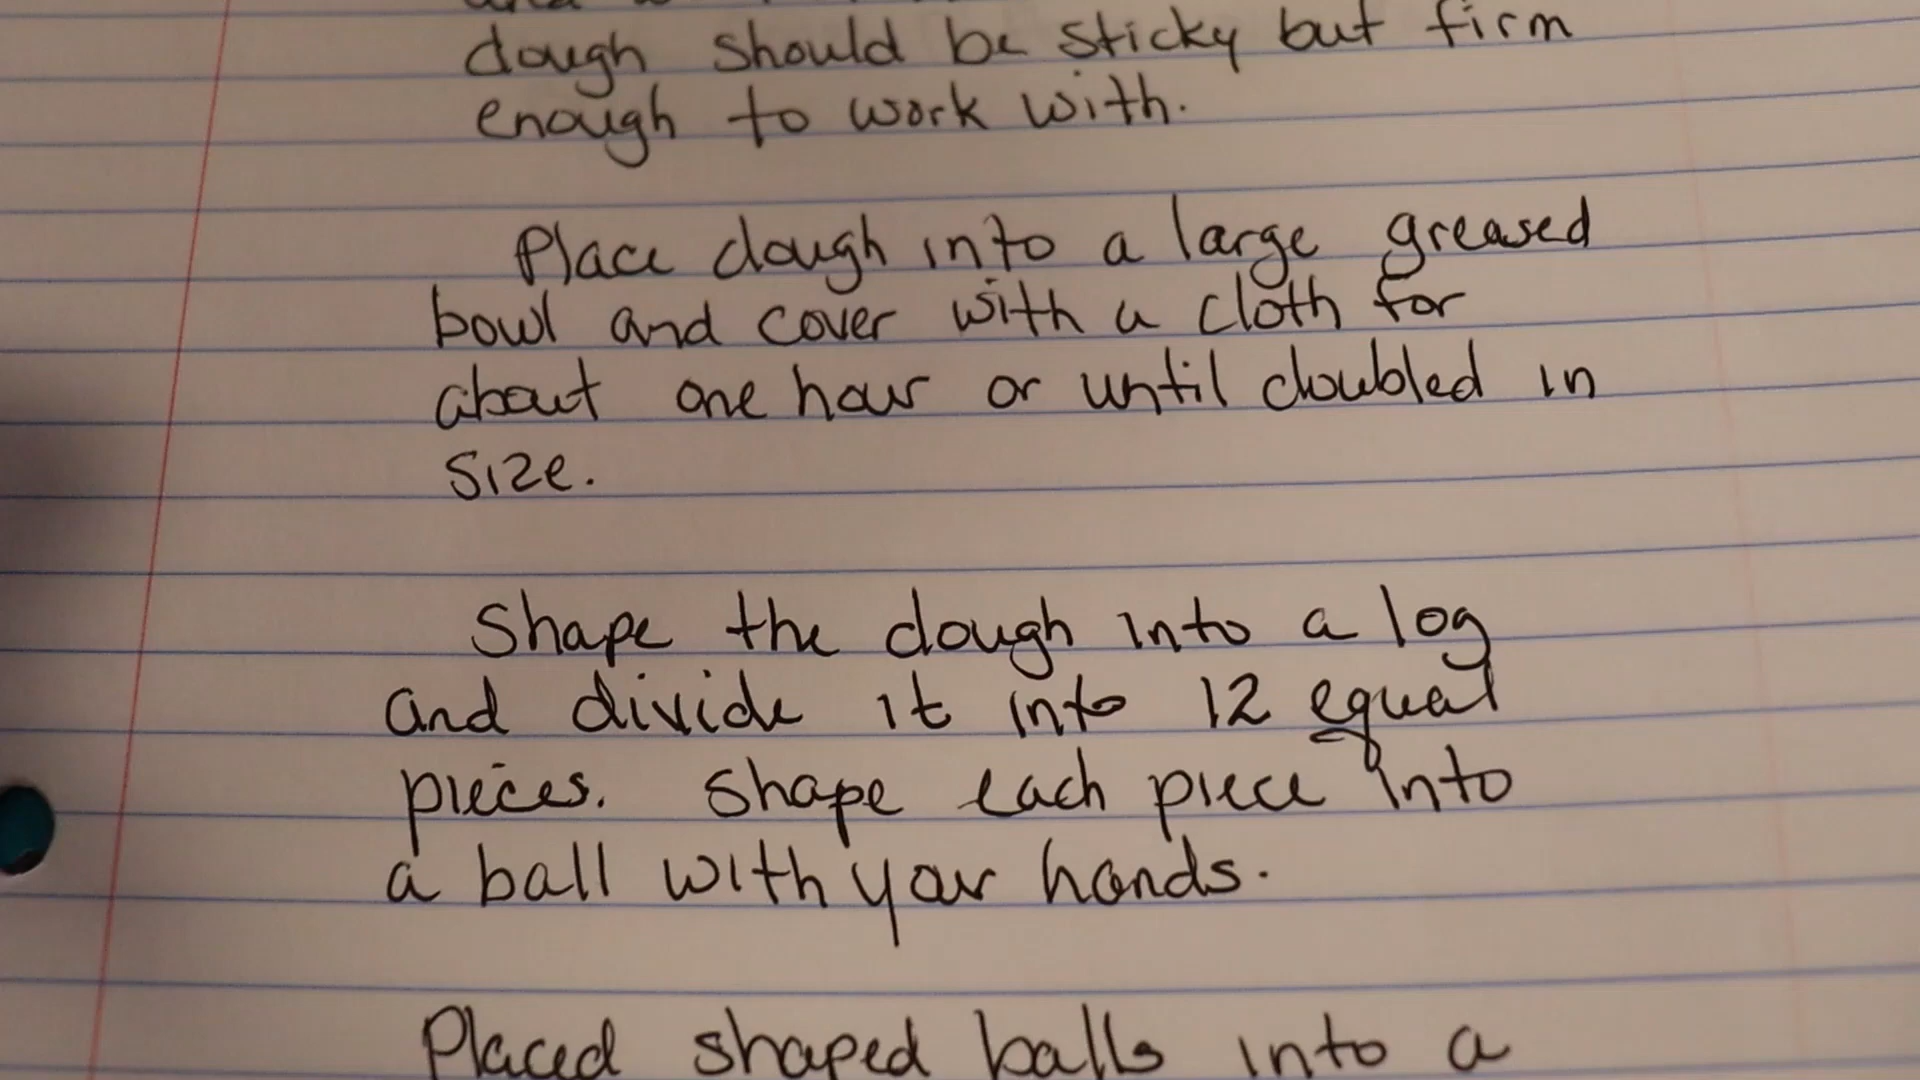 dough should be sticky but firm
enough to work with.
Place dough into a large greased
bowl and cover with a cloth for
about one hour or until doubled in
size.
Shape the dough into a log
and divide it into 12 equal
pieces. Shape each piece into
a ball with your hands.
Placed shaped balls into a